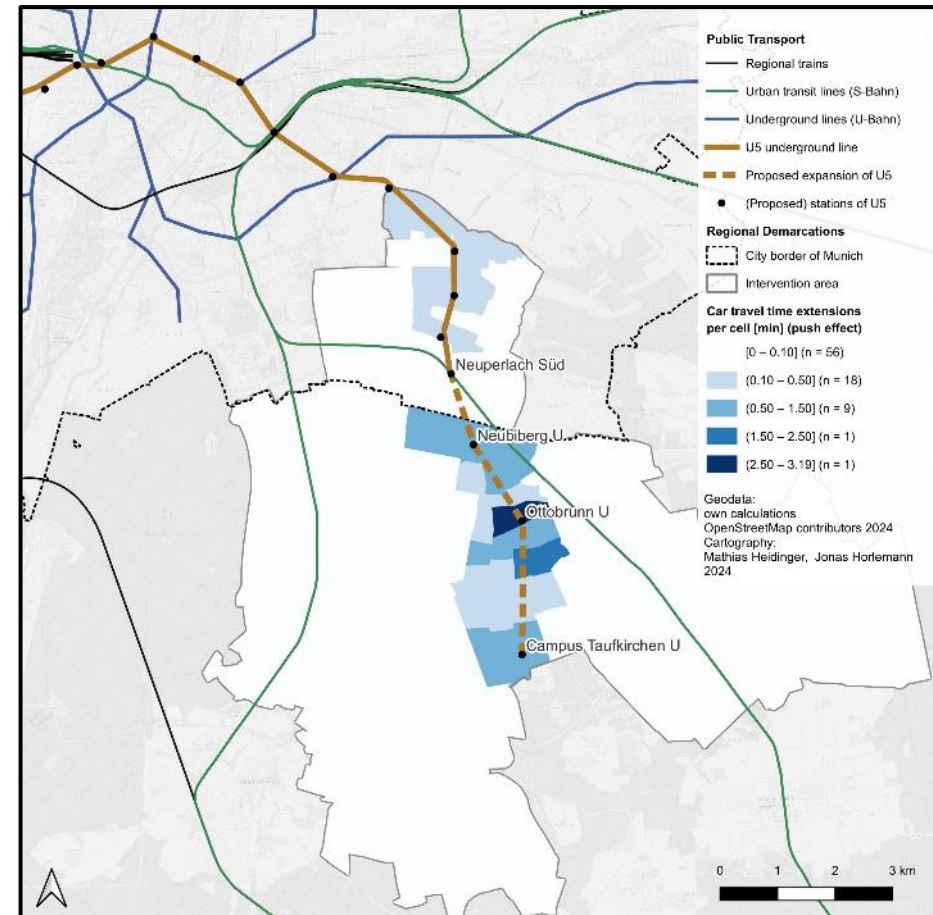 Public Transport
Regional trains
Urban transit lines (S-Bahn)
Underground lines (U-Bahn)
U5 underground line
Proposed expansion of U5
(Proposed) stations of U5
Regional Demarcations
City border of Munich
Intervention area
Car travel time extensions
per cell [min] (push effect)
[0 – 0.10] (n = 56)
(0.10 – 0.50] (n = 18)
(0.50 – 1.50] (n = 9)
(1.50 – 2.50] (n = 1)
(2.50 – 3.19] (n = 1)
Geodata:
own calculations
OpenStreetMap contributors 2024
Cartography:
Mathias Heidinger, Jonas Horlemann
2024
Neuperlach Süd
Neubiberg U
Ottobrunn U
Campus Taufkirchen U
0 1 2 3 km